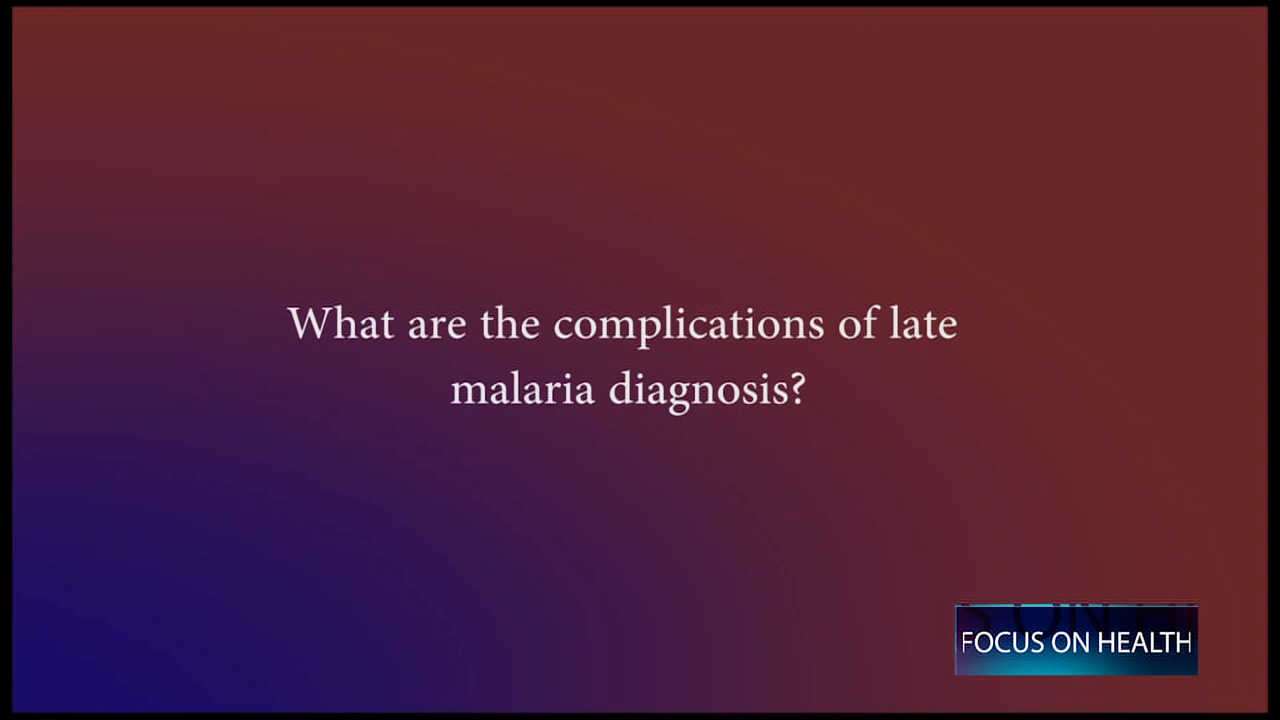 What are the complications of late
malaria diagnosis?
FOCUS ON HEALTH